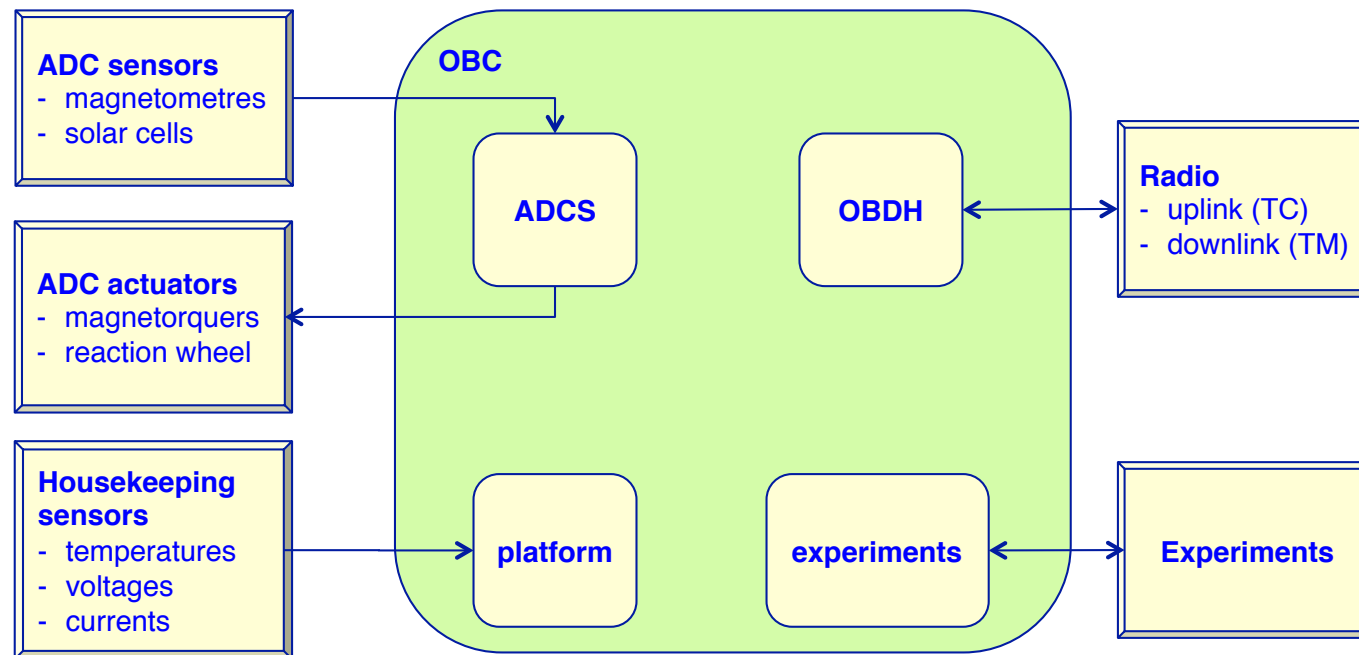 ADC sensors
- magnetometres
- solar cells
ADC actuators
- magnetorquers
- reaction wheel
Housekeeping
sensors
- temperatures
- voltages
- currents
OBC
ADCS
OBDH
platform
experiments
Radio
- uplink (TC)
- downlink (TM)
Experiments